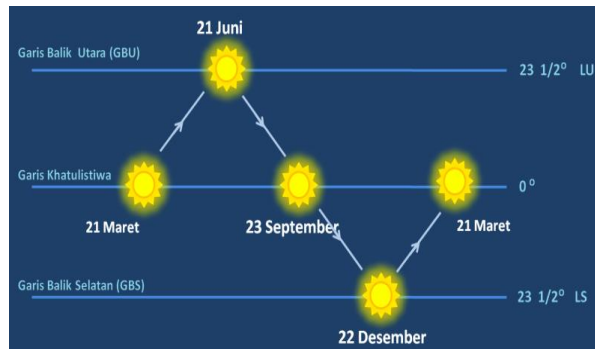 21 Juni
Garis Balik Utara (GBU)
23 1/2° LU
Garis Khatulistiwa
0 °
21 Maret
23 September
21 Maret
Garis Balik Selatan (GBS)
23 1/2° LS
22 Desember